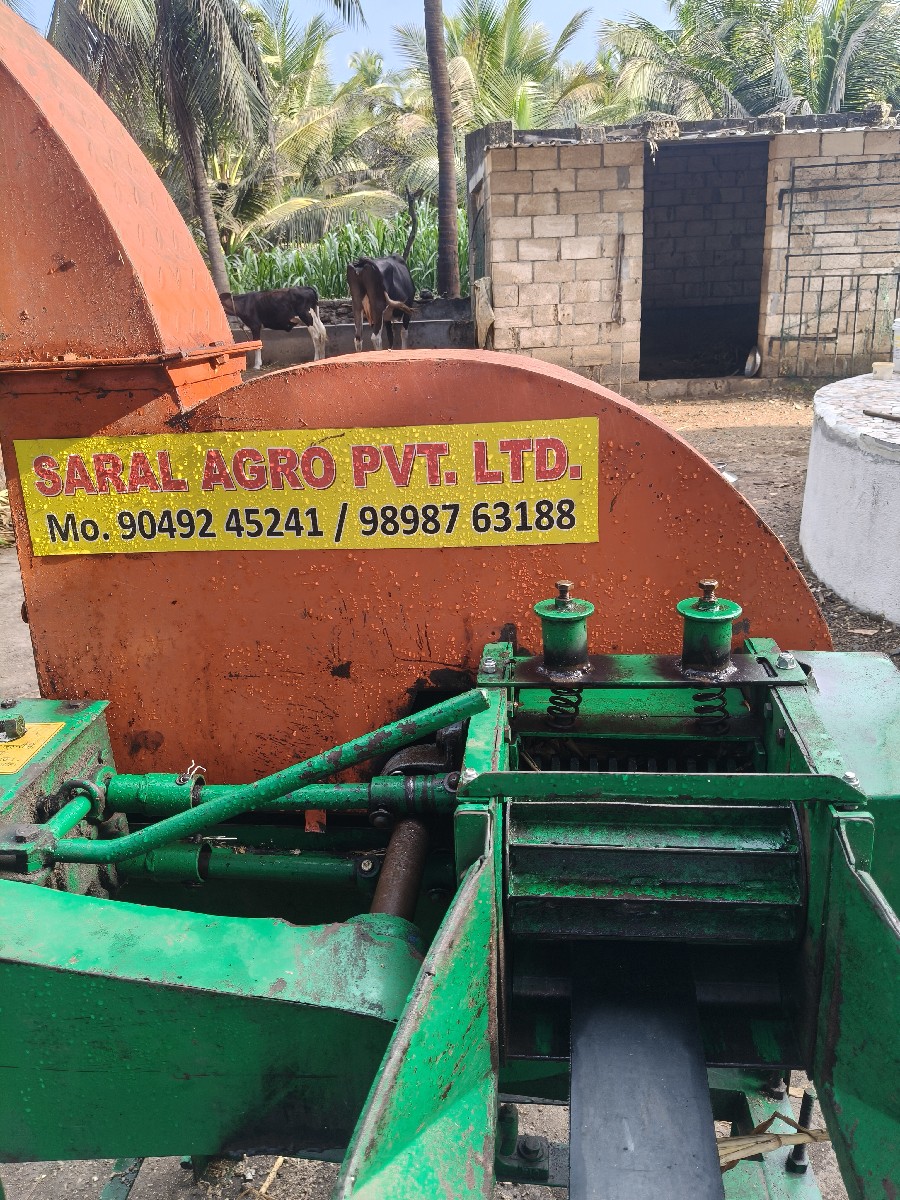 SARAL AGRO PVT. LTD.
Mo. 90492 45241 / 98987 63188